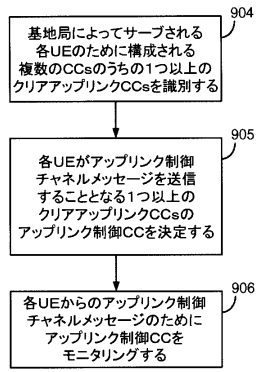 904
基地局によってサーブされる
各UEのために構成される
複数のCCsのうちの1つ以上の
クリアアップリンクCCsを識別する
905
各UEがアップリンク制御
チャネルメッセージを送信
することとなる1つ以上の
クリアアップリンクCCsの
アップリンク制御CCを決定する
906
各UEからのアップリンク制御
チャネルメッセージのために
アップリンク制御CCを
モニタリングする